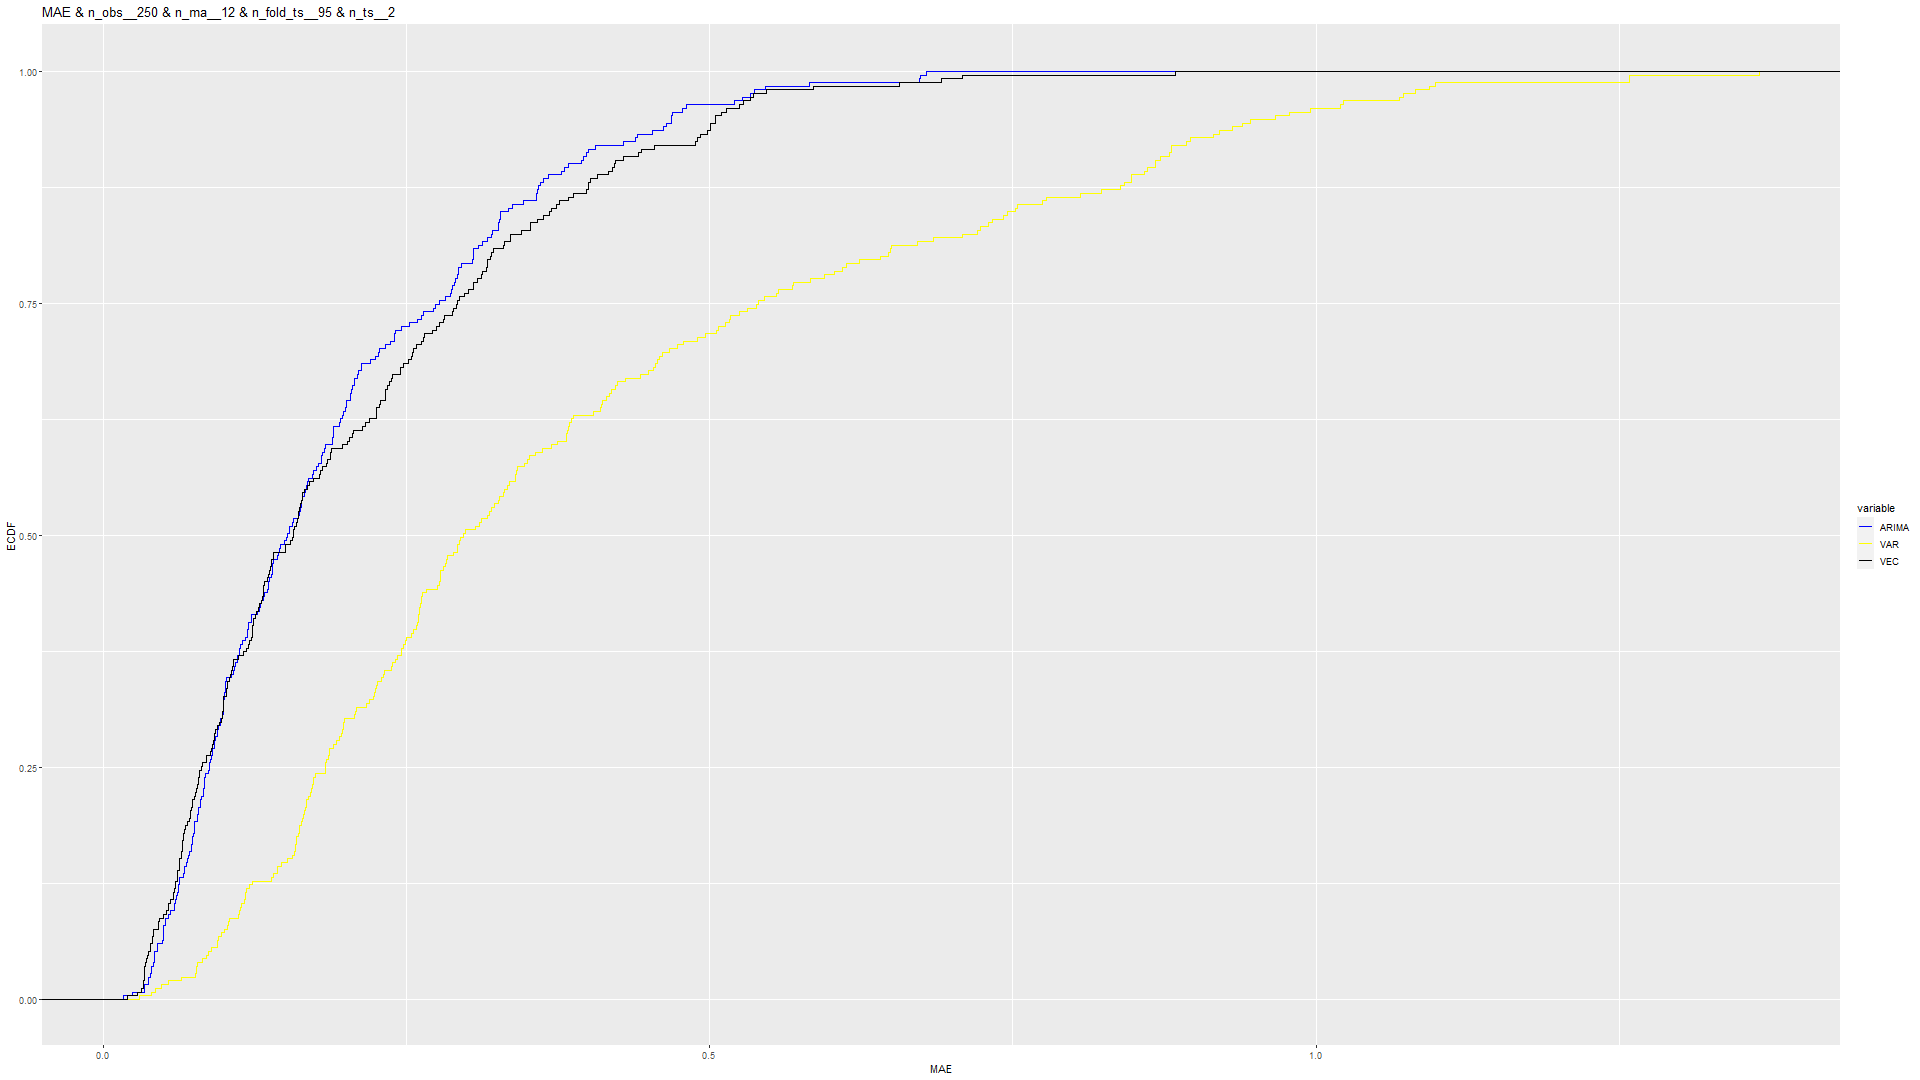 MAE & n_obs__250 & n_ma__12 & n_fold_ts__95 & n_ts__2
1.00
0.75
0.50
0.25
0.00
ECDF
0.0
0.5
1.0
MAE
variable
ARIMA
VAR
VEC